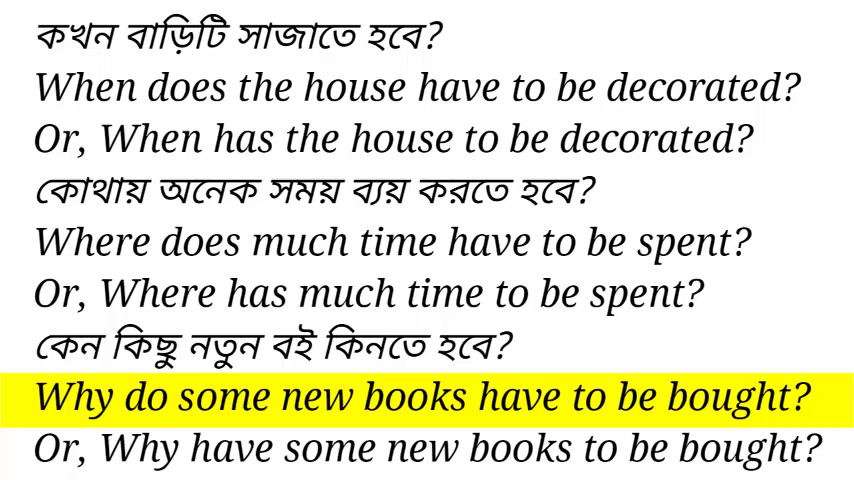 কখন বাড়িটি সাজাতে হবে?
When does the house have to be decorated?
Or, When has the house to be decorated?
কোথায় অনেক সময় ব্যয় করতে হবে?
Where does much time have to be spent?
Or, Where has much time to be spent?
কেন কিছু নতুন বই কিনতে হবে?
Why do some new books have to be bought?
Or, Why have some new books to be bought?